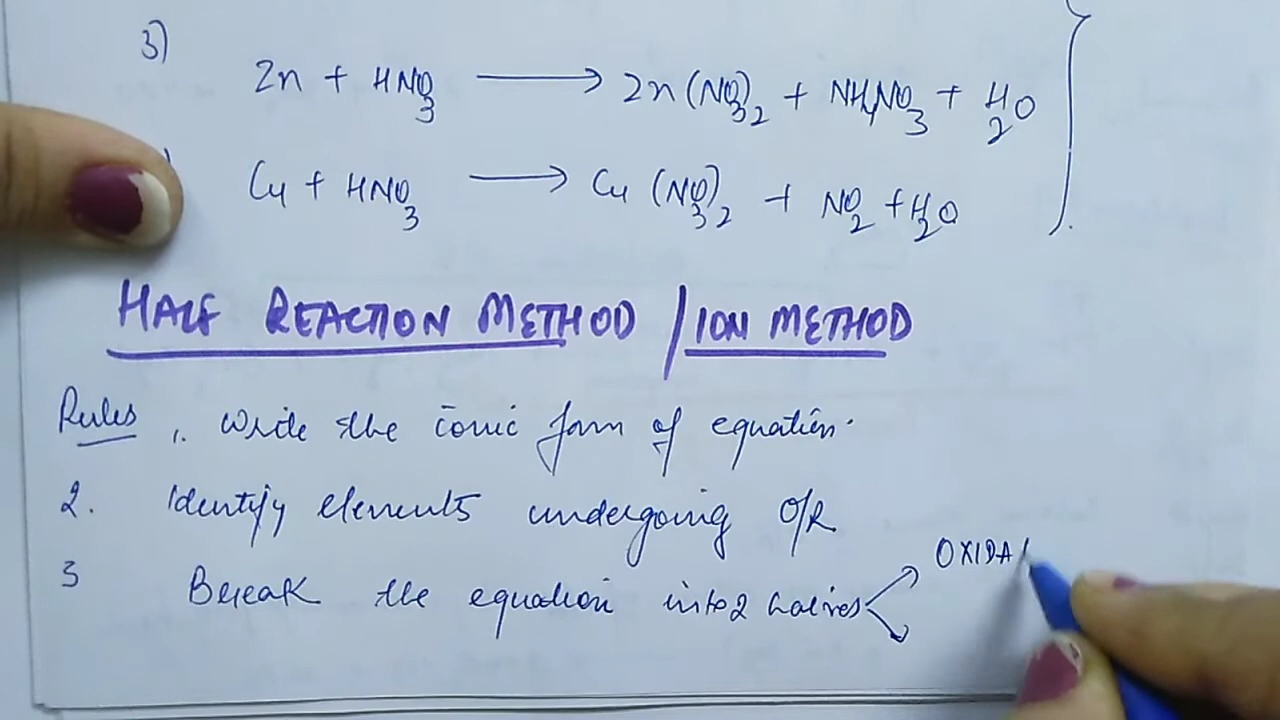 3)
Zn + HNO3 ⟶ Zn(NO3)2 + NH4NO3 + H2O
Cu + HNO3 ⟶ Cu (NO3)2 + NO2 + H2O
HALF REACTION METHOD / ION METHOD
Rules 1. Write the ionic form of equation.
2. Identify elements undergoing O/R
3 Break the equation into 2 halves
OXIDA